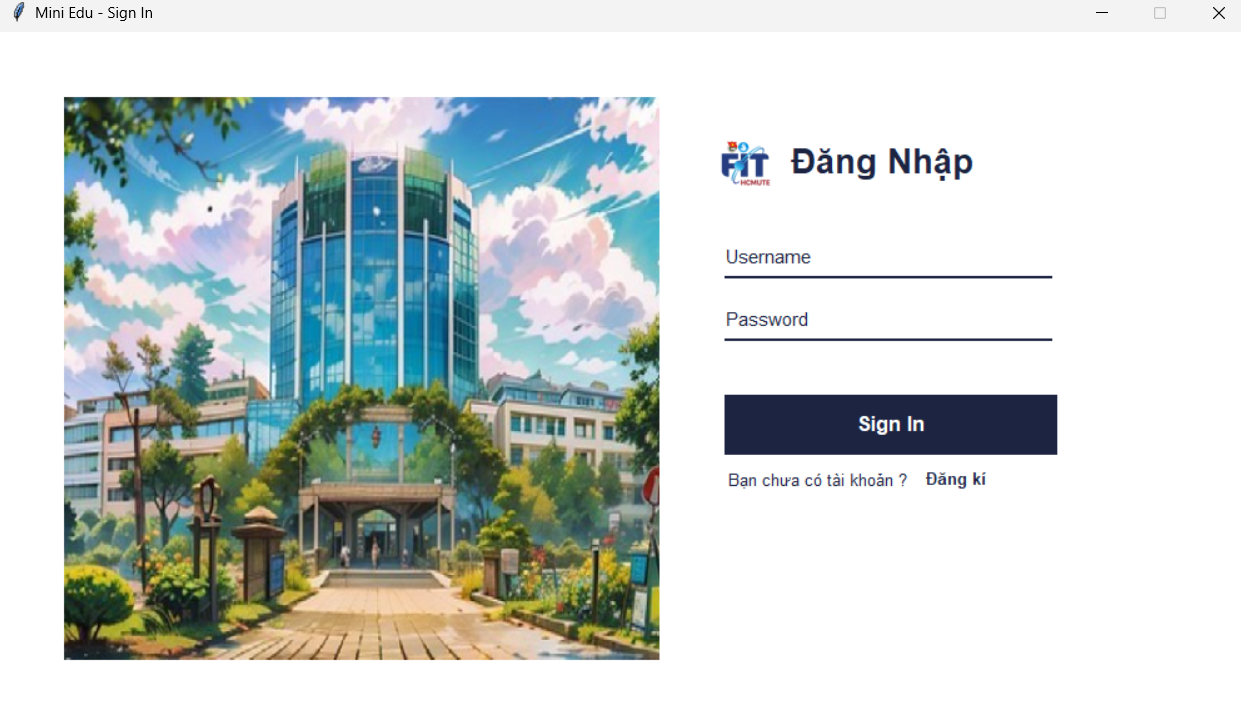 Mini Edu - Sign In
FIT
HCMUTE
Đăng Nhập
Username
Password
Sign In
Bạn chưa có tài khoản ? Đăng kí